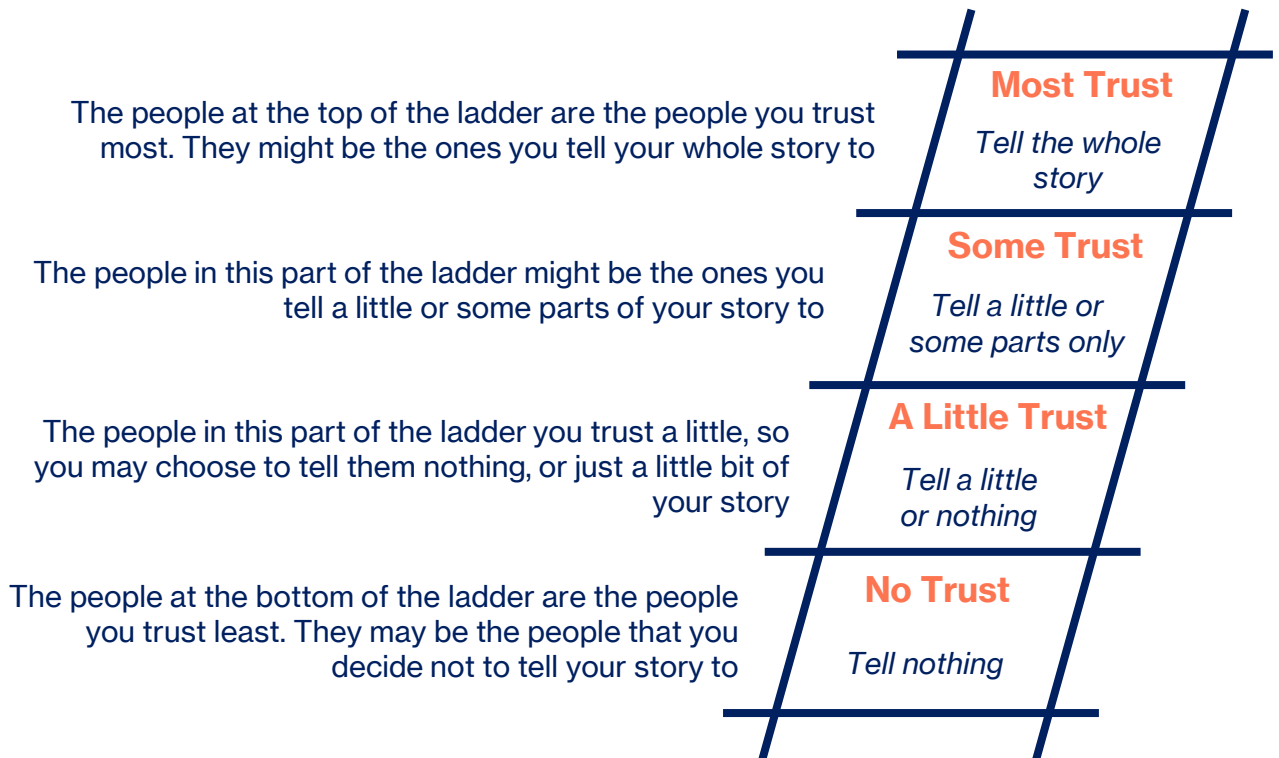 The people at the top of the ladder are the people you trust
most. They might be the ones you tell your whole story to
Most Trust
Tell the whole
story
The people in this part of the ladder might be the ones you
tell a little or some parts of your story to
Some Trust
Tell a little or
some parts only
The people in this part of the ladder you trust a little, so
you may choose to tell them nothing, or just a little bit of
your story
A Little Trust
Tell a little
or nothing
The people at the bottom of the ladder are the people
you trust least. They may be the people that you
decide not to tell your story to
No Trust
Tell nothing